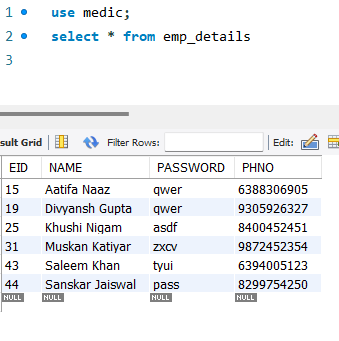 1 use medic;
2 select * from emp_details
3
sult Grid Filter Rows: Edit:
EID NAME PASSWORD PHNO
15 Aatifa Naaz qwer 6388306905
19 Divyansh Gupta qwer 9305926327
25 Khushi Nigam asdf 8400452451
31 Muskan Katiyar zxcv 9872452354
43 Saleem Khan tyui 6394005123
44 Sanskar Jaiswal pass 8299754250
NULL NULL NULL NULL